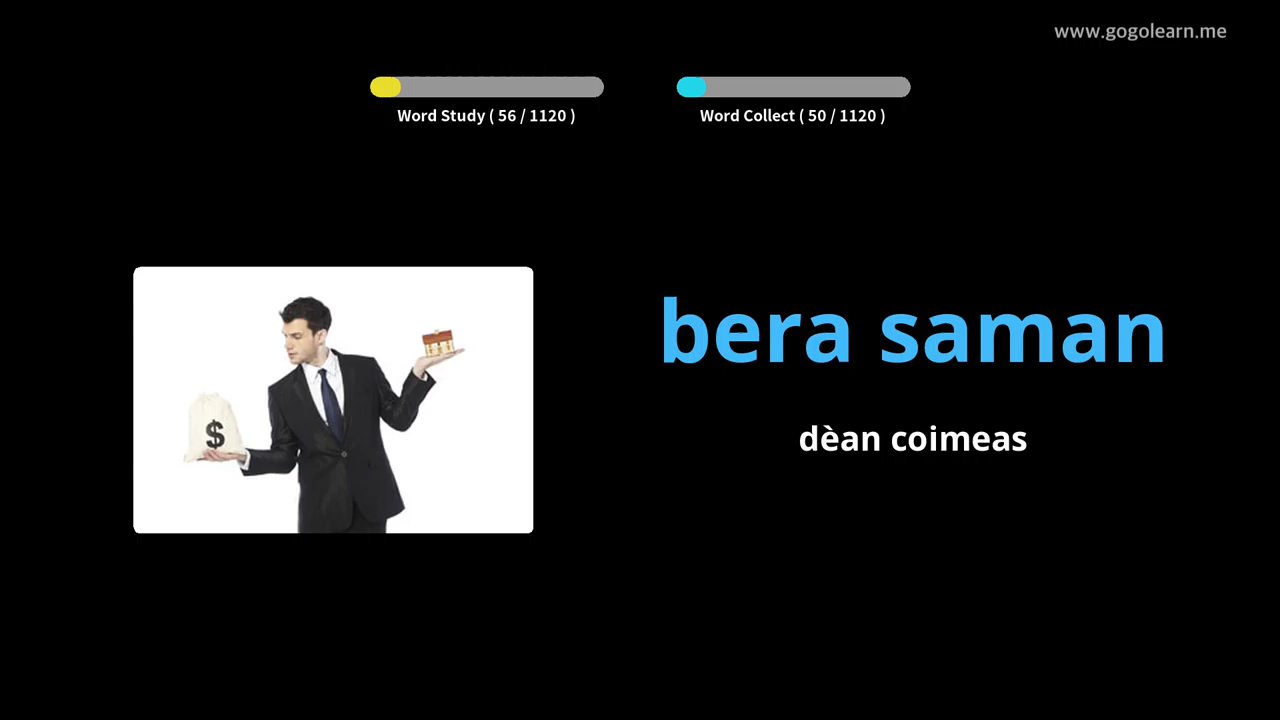 www.gogolearn.me
Word Study ( 56 / 1120 )
Word Collect ( 50 / 1120 )
bera saman
dèan coimeas
$